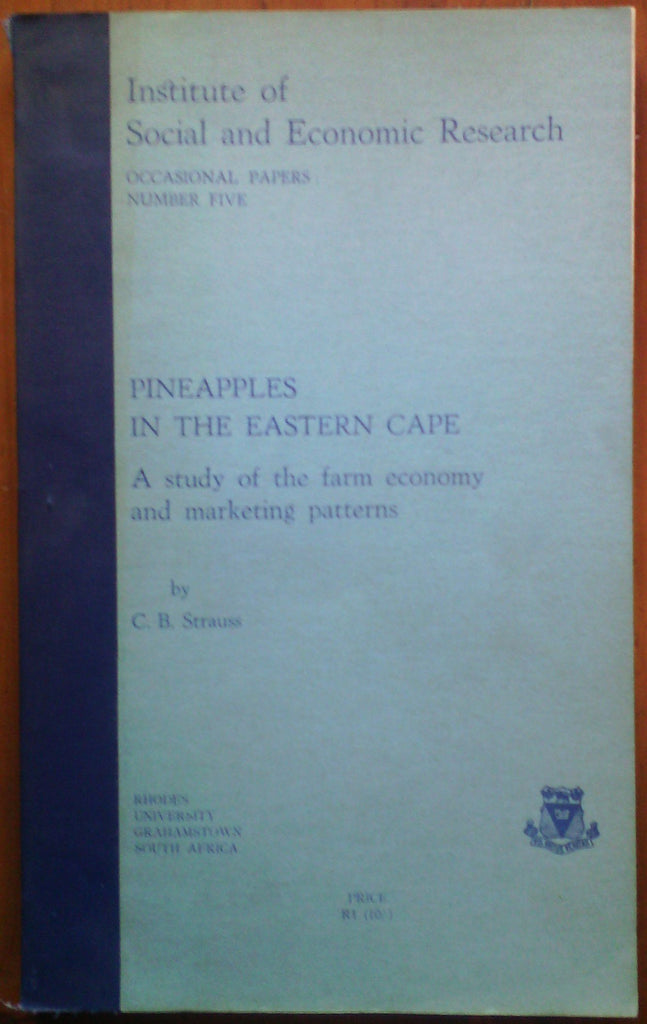 Institute of
Social and Economic Research
OCCASIONAL PAPERS
NUMBER FIVE
PINEAPPLES
IN THE EASTERN CAPE
A study of the farm economy
and marketing patterns
by
C. B. Strauss
RHODES
UNIVERSITY
GRAHAMSTOWN
SOUTH AFRICA
PRICE
R1 (10/-)